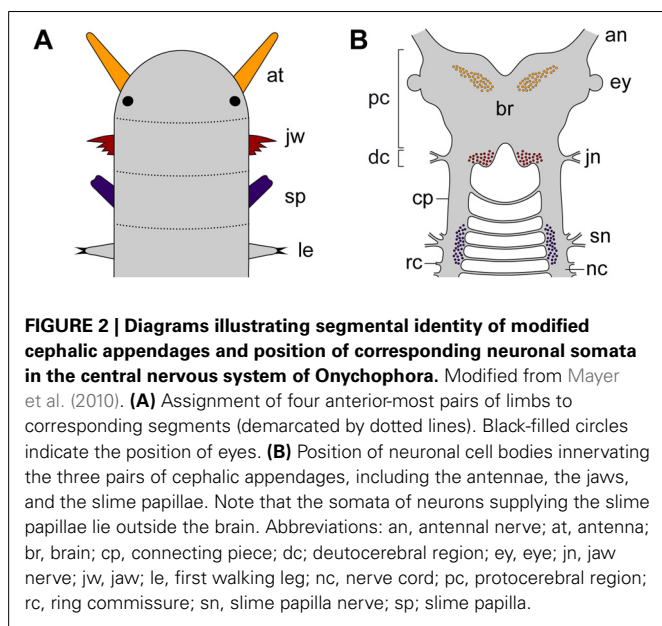 A
B
an
at
pc
ey
br
jw
dc
jn
cp
sp
sn
le
rc
nc
FIGURE 2 | Diagrams illustrating segmental identity of modified
cephalic appendages and position of corresponding neuronal somata
in the central nervous system of Onychophora. Modified from Mayer
et al. (2010). (A) Assignment of four anterior-most pairs of limbs to
corresponding segments (demarcated by dotted lines). Black-filled circles
indicate the position of eyes. (B) Position of neuronal cell bodies innervating
the three pairs of cephalic appendages, including the antennae, the jaws,
and the slime papillae. Note that the somata of neurons supplying the slime
papillae lie outside the brain. Abbreviations: an, antennal nerve; at, antenna;
br, brain; cp, connecting piece; dc; deutocerebral region; ey, eye; jn, jaw
nerve; jw, jaw; le, first walking leg; nc, nerve cord; pc, protocerebral region;
rc, ring commissure; sn, slime papilla nerve; sp; slime papilla.